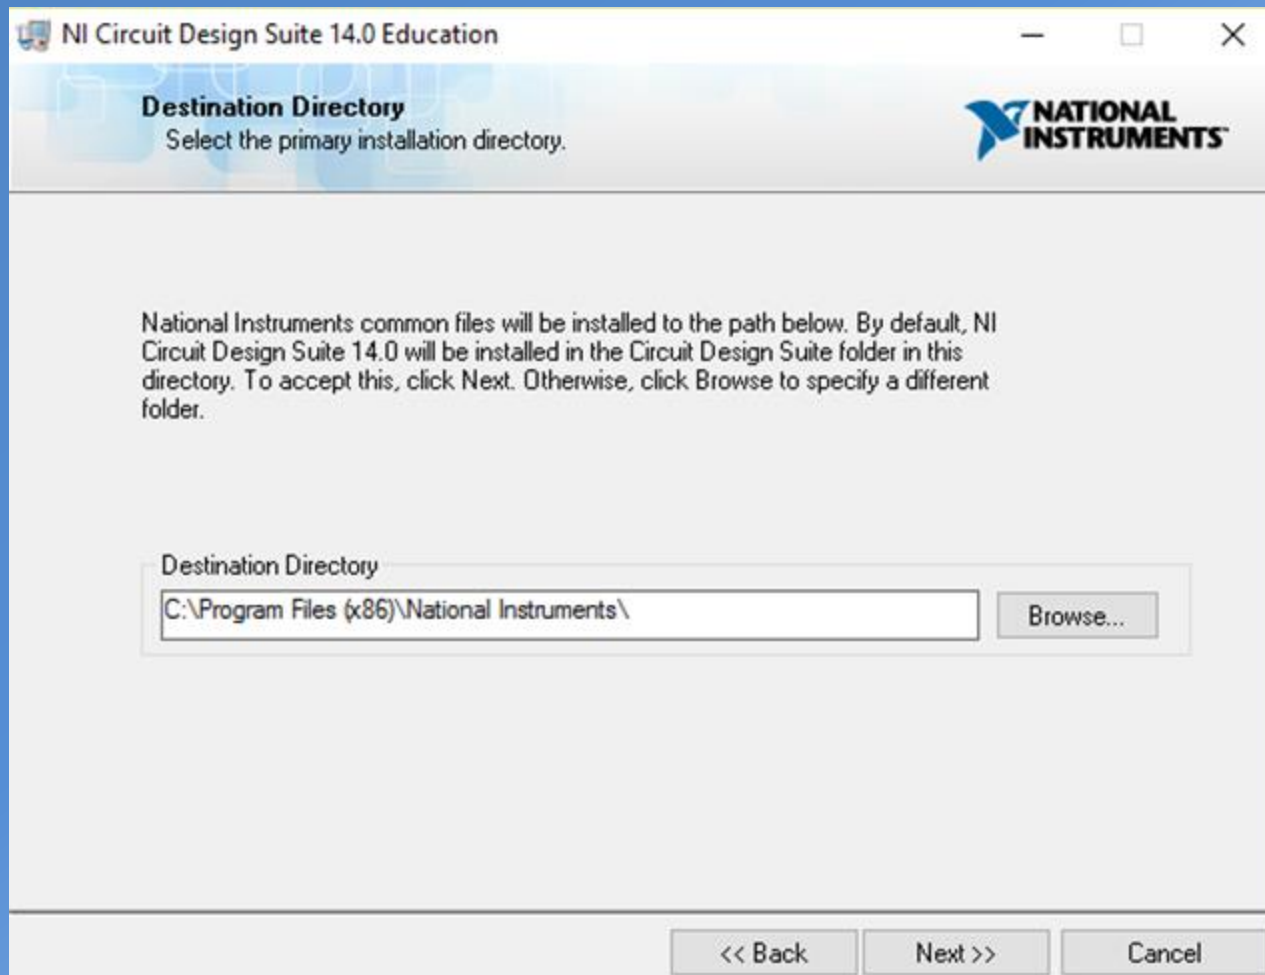 NI Circuit Design Suite 14.0 Education
Destination Directory
Select the primary installation directory.
NATIONAL
INSTRUMENTS
National Instruments common files will be installed to the path below. By default, NI
Circuit Design Suite 14.0 will be installed in the Circuit Design Suite folder in this
directory. To accept this, click Next. Otherwise, click Browse to specify a different
folder.
Destination Directory
C:\Program Files (x86)\National Instruments\
Browse...
<< Back
Next >>
Cancel